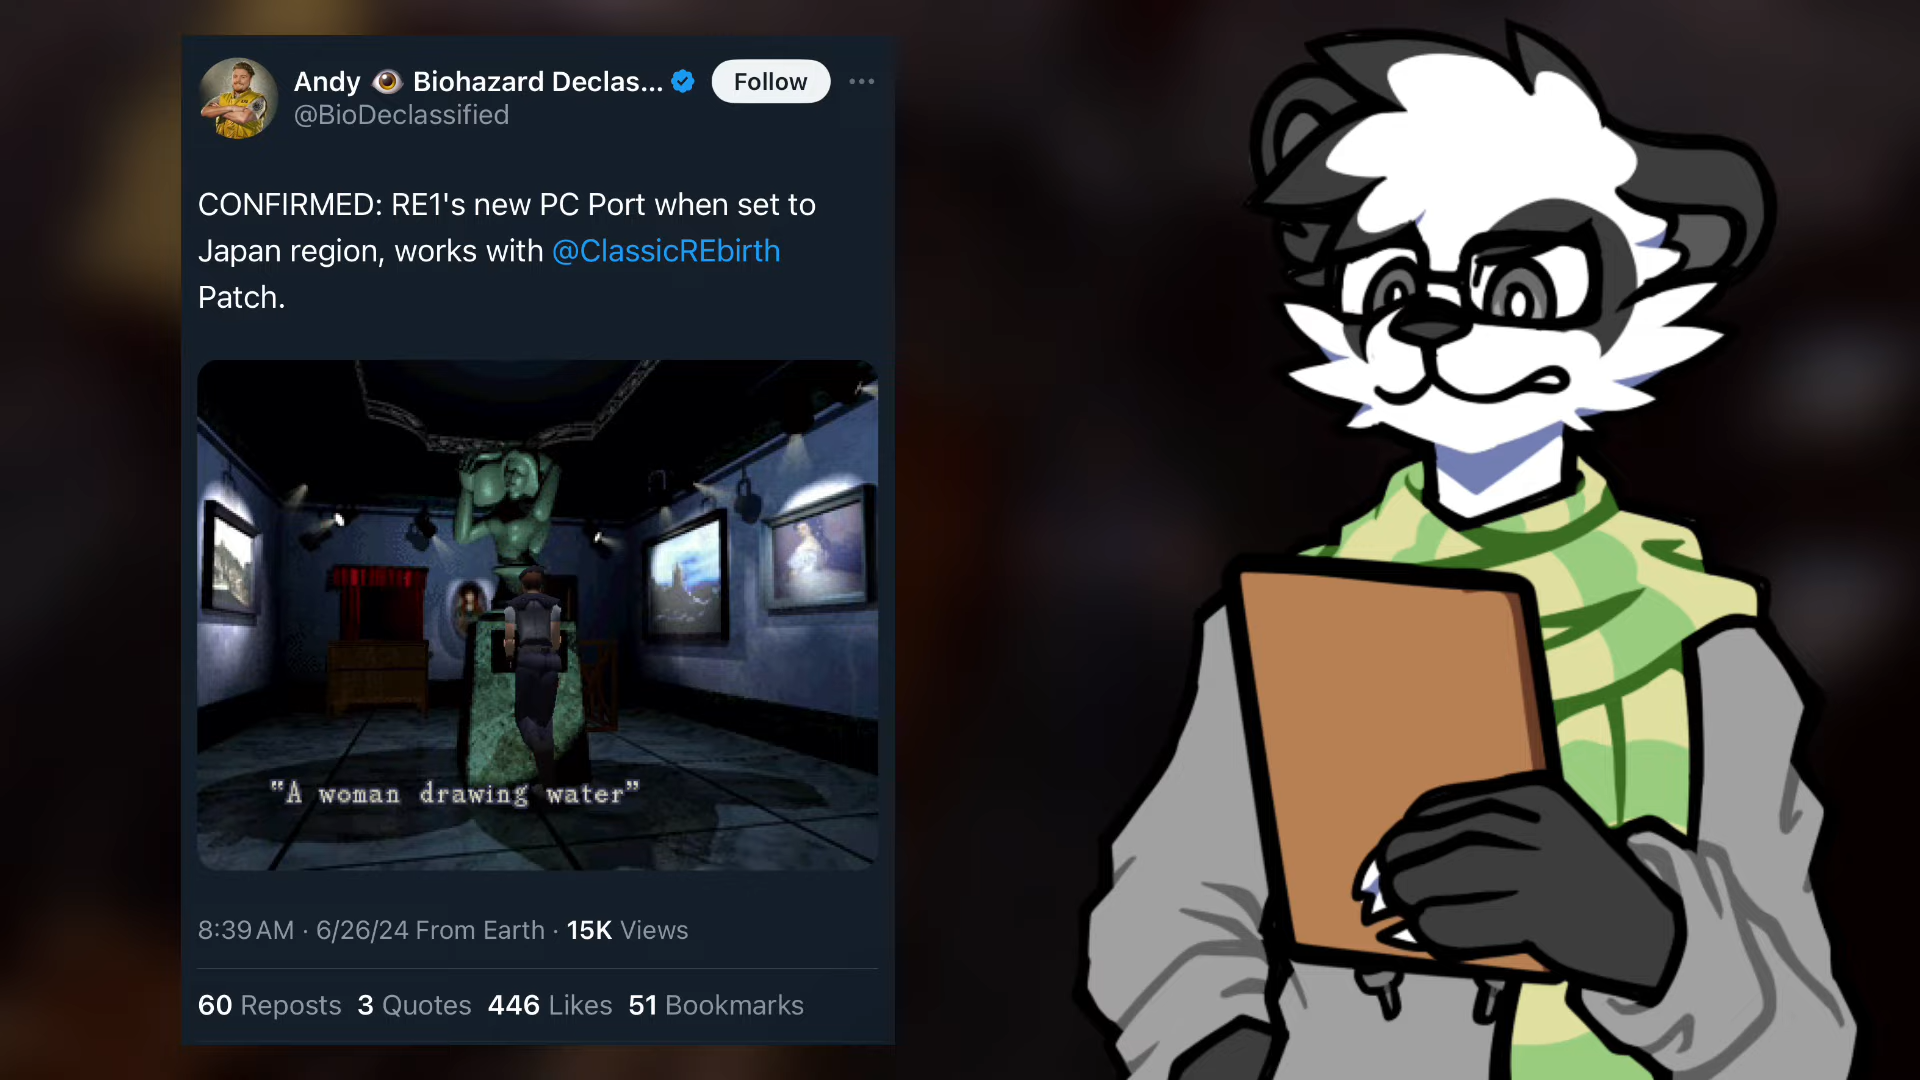 Andy 👁 Biohazard Declas...
Follow
@BioDeclassified
CONFIRMED: RE1's new PC Port when set to
Japan region, works with @ClassicREbirth
Patch.
"A woman drawing water"
8:39 AM · 6/26/24 From Earth · 15K Views
60 Reposts 3 Quotes 446 Likes 51 Bookmarks